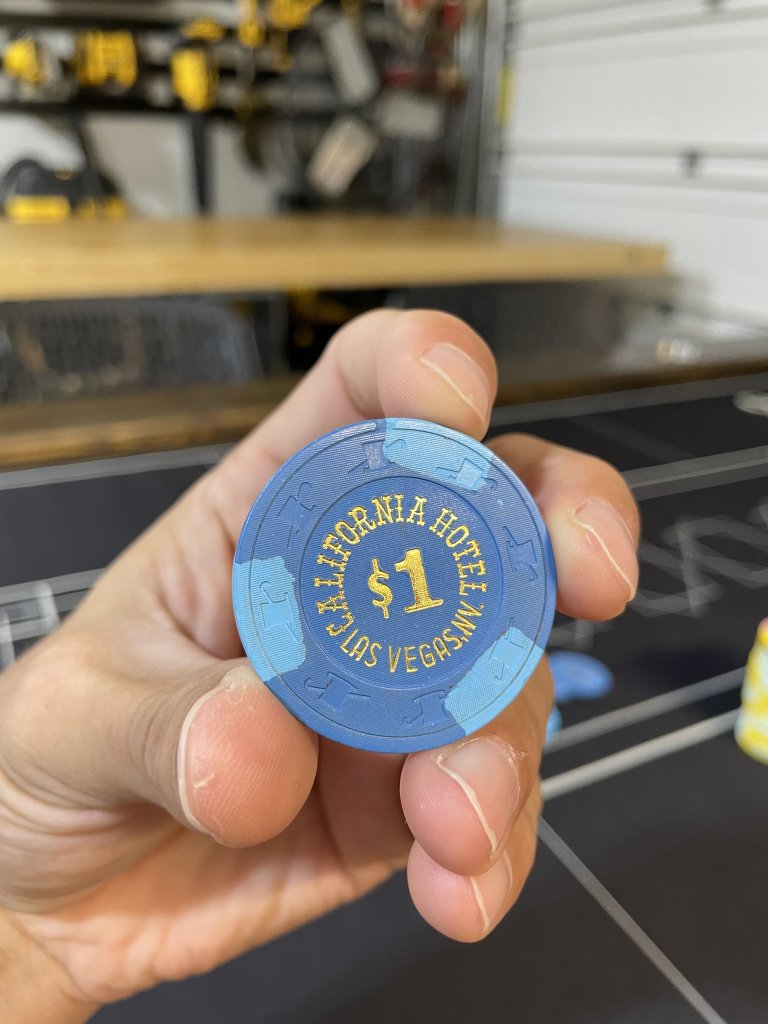 CALIFORNIA HOTEL
$1
LAS VEGAS,NV.